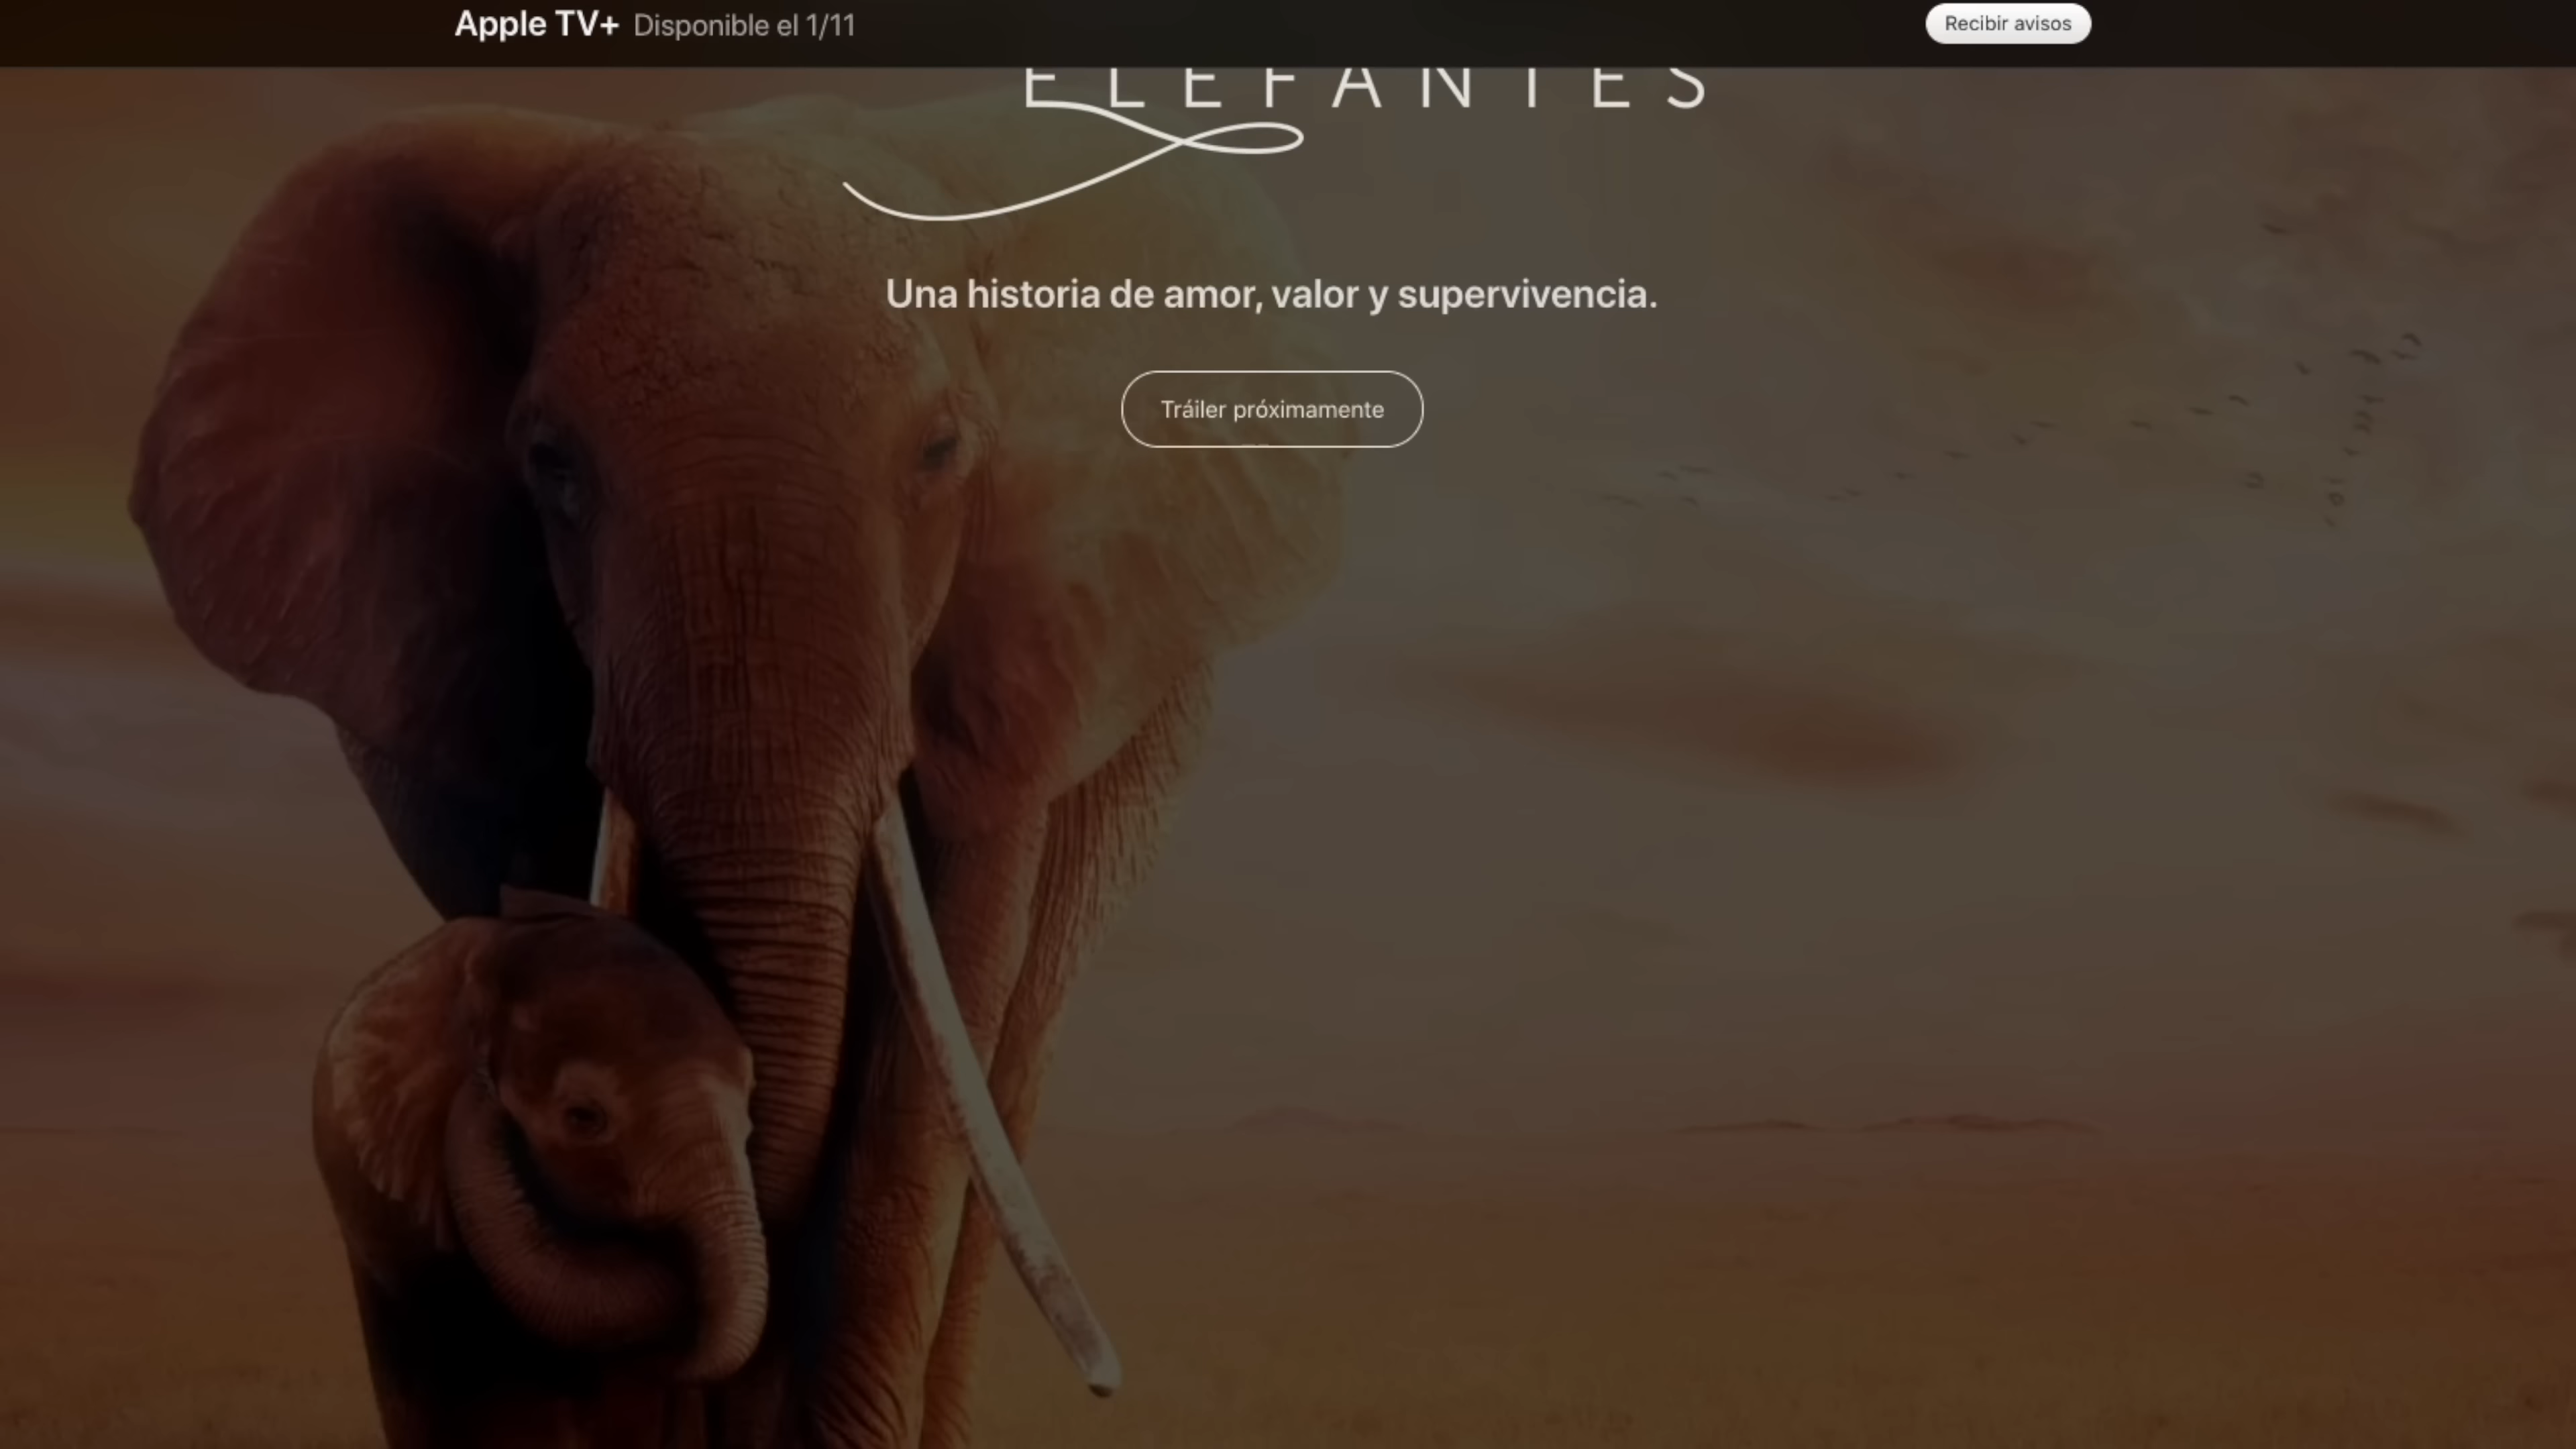 Apple TV+ Disponible el 1/11
Recibir avisos
ELEFANTES
Una historia de amor, valor y supervivencia.
Tráiler próximamente